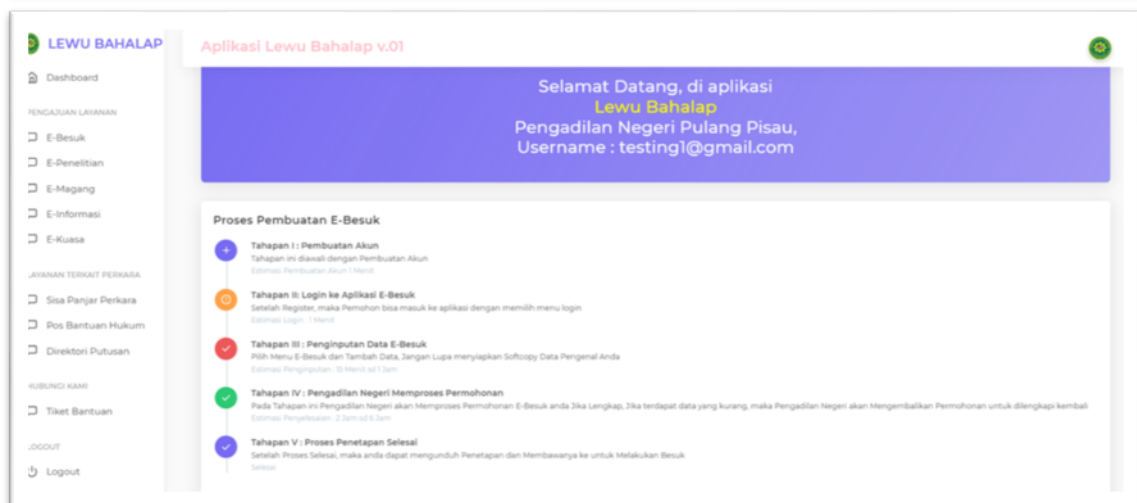 LEWU BAHALAP
Dashboard
PENGAJUAN LAYANAN
E-Besuk
E-Penelitian
E-Magang
E-Informasi
E-Kuasa
LAYANAN TERKAIT PERKARA
Sisa Panjar Perkara
Pos Bantuan Hukum
Direktori Putusan
HUBUNGI KAMI
Tiket Bantuan
LOGOUT
Logout
Aplikasi Lewu Bahalap v.01
Selamat Datang, di aplikasi
Lewu Bahalap
Pengadilan Negeri Pulang Pisau,
Username : testing1@gmail.com
Proses Pembuatan E-Besuk
Tahapan I : Pembuatan Akun
Tahapan ini diawali dengan Pembuatan Akun
Estimasi Pembuatan Akun 1 Menit
Tahapan II: Login ke Aplikasi E-Besuk
Setelah Register, maka Pemohon bisa masuk ke aplikasi dengan memilih menu login
Estimasi Login : 1 Menit
Tahapan III : Penginputan Data E-Besuk
Pilih Menu E-Besuk dan Tambah Data, Jangan Lupa menyiapkan Softcopy Data Pengenal Anda
Estimasi Penginputan : 15 Menit sd 1 Jam
Tahapan IV : Pengadilan Negeri Memproses Permohonan
Pada Tahapan ini Pengadilan Negeri akan Memproses Permohonan E-Besuk anda Jika Lengkap, Jika terdapat data yang kurang, maka Pengadilan Negeri akan Mengembalikan Permohonan untuk dilengkapi kembali
Estimasi Penyelesaian : 2 Jam sd 6 Jam
Tahapan V : Proses Penetapan Selesai
Setelah Proses Selesai, maka anda dapat mengunduh Penetapan dan Membawanya ke untuk Melakukan Besuk
Selesai